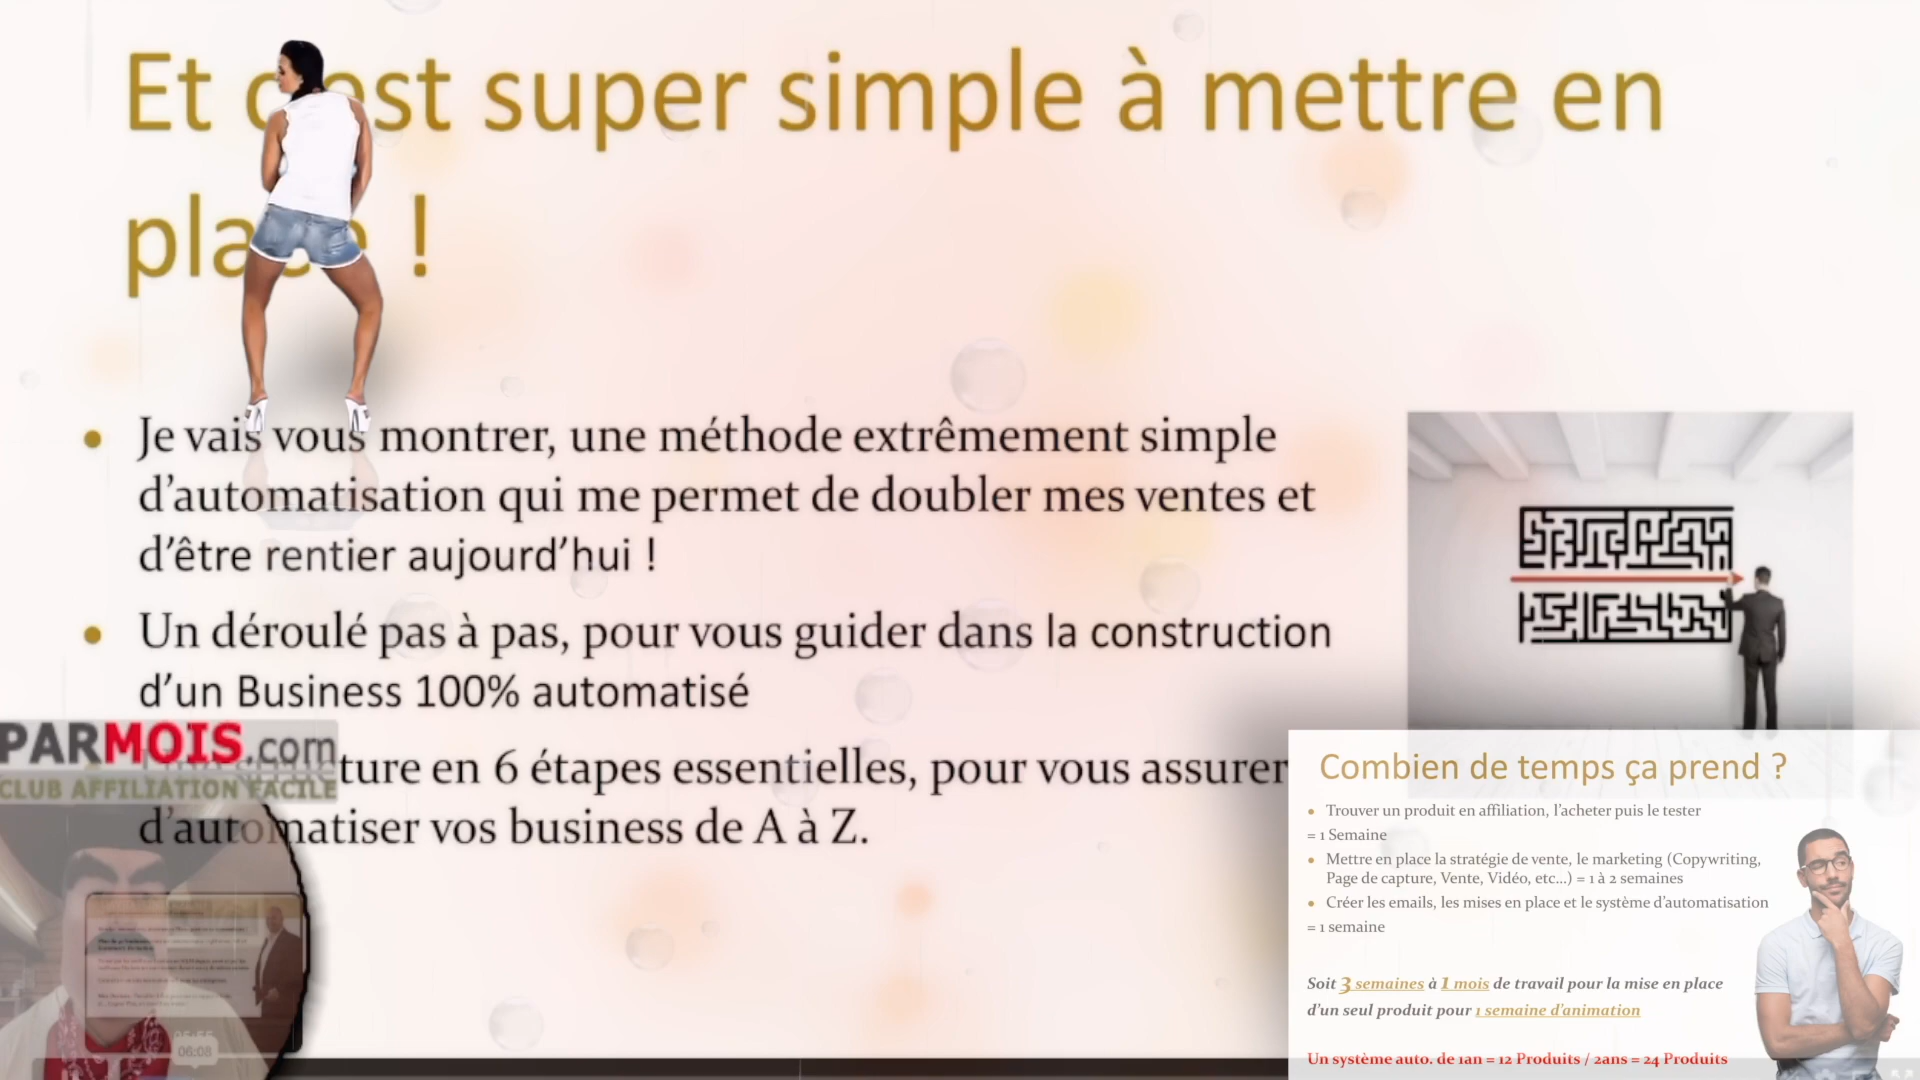 Et c'est super simple à mettre en
place !
Je vais vous montrer, une méthode extrêmement simple
d'automatisation qui me permet de doubler mes ventes et
d'être rentier aujourd'hui !
Un déroulé pas à pas, pour vous guider dans la construction
d'un Business 100% automatisé
ture en 6 étapes essentielles, pour vous assurer
d'automatiser vos business de A à Z.
PARMOIS.com
CLUB AFFILIATION FACILE
06:08
Combien de temps ça prend ?
Trouver un produit en affiliation, l'acheter puis le tester
= 1 Semaine
Mettre en place la stratégie de vente, le marketing (Copywriting,
Page de capture, Vente, Vidéo, etc...) = 1 à 2 semaines
Créer les emails, les mises en place et le système d'automatisation
= 1 semaine
Soit 3 semaines à 1 mois de travail pour la mise en place
d'un seul produit pour 1 semaine d'animation
Un système auto. de 1an = 12 Produits / 2ans = 24 Produits